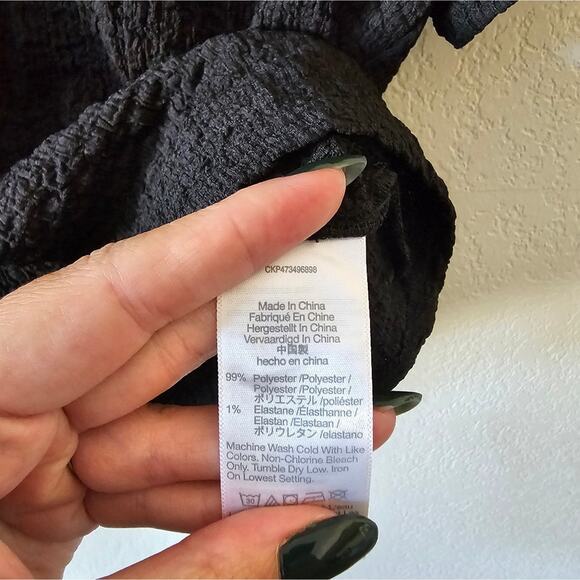 CKP473496898
Made In China
Fabriqué En Chine
Hergestellt In China
Vervaardigd In China
中国製
hecho en china
99% Polyester /Polyester /
Polyester /Polyester /
ポリエステル /poliéster
1% Elastane /Élasthanne /
Elastan /Elastaan /
ポリウレタン /elastano
Machine Wash Cold With Like
Colors. Non-Chlorine Bleach
Only. Tumble Dry Low. Iron
On Lowest Setting.
30